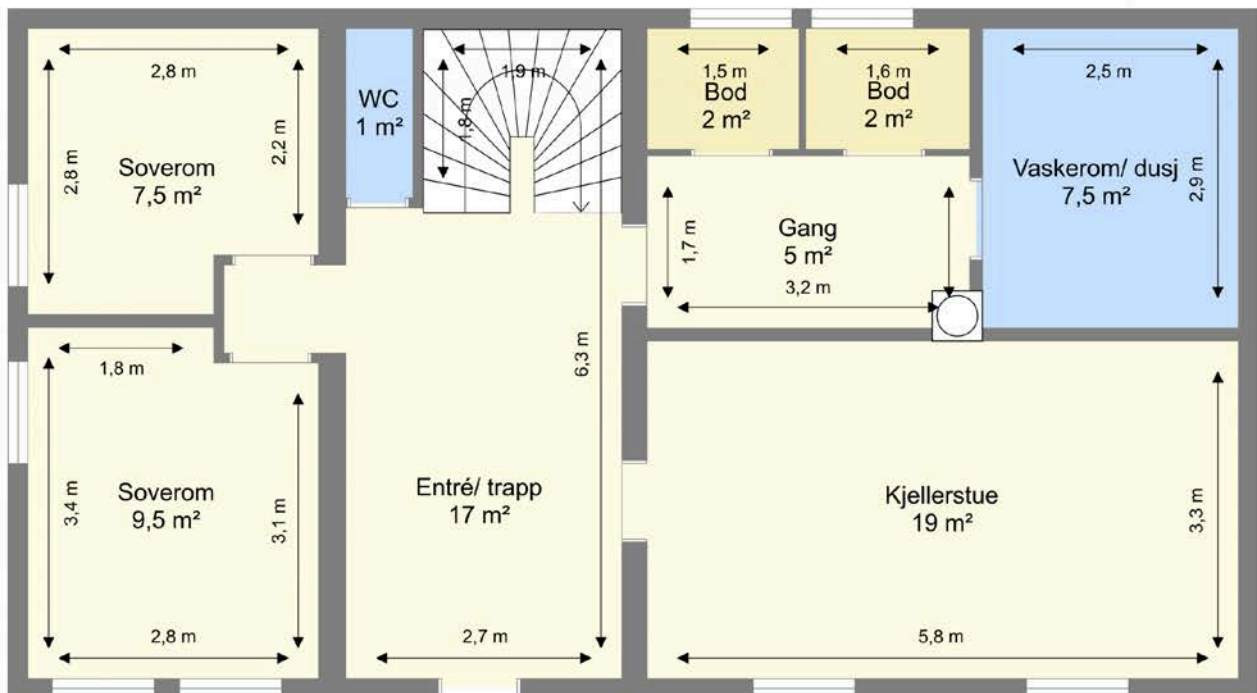 2,8 m
2,8 m
2,2 m
Soverom
7,5 m²
WC
1 m²
1,9 m
1,8 m
1,5 m
Bod
2 m²
1,6 m
Bod
2 m²
2,5 m
2,9 m
Vaskerom/ dusj
7,5 m²
1,7 m
Gang
5 m²
3,2 m
1,8 m
3,4 m
Soverom
9,5 m²
3,1 m
2,8 m
6,3 m
Entré/ trapp
17 m²
2,7 m
Kjellerstue
19 m²
3,3 m
5,8 m